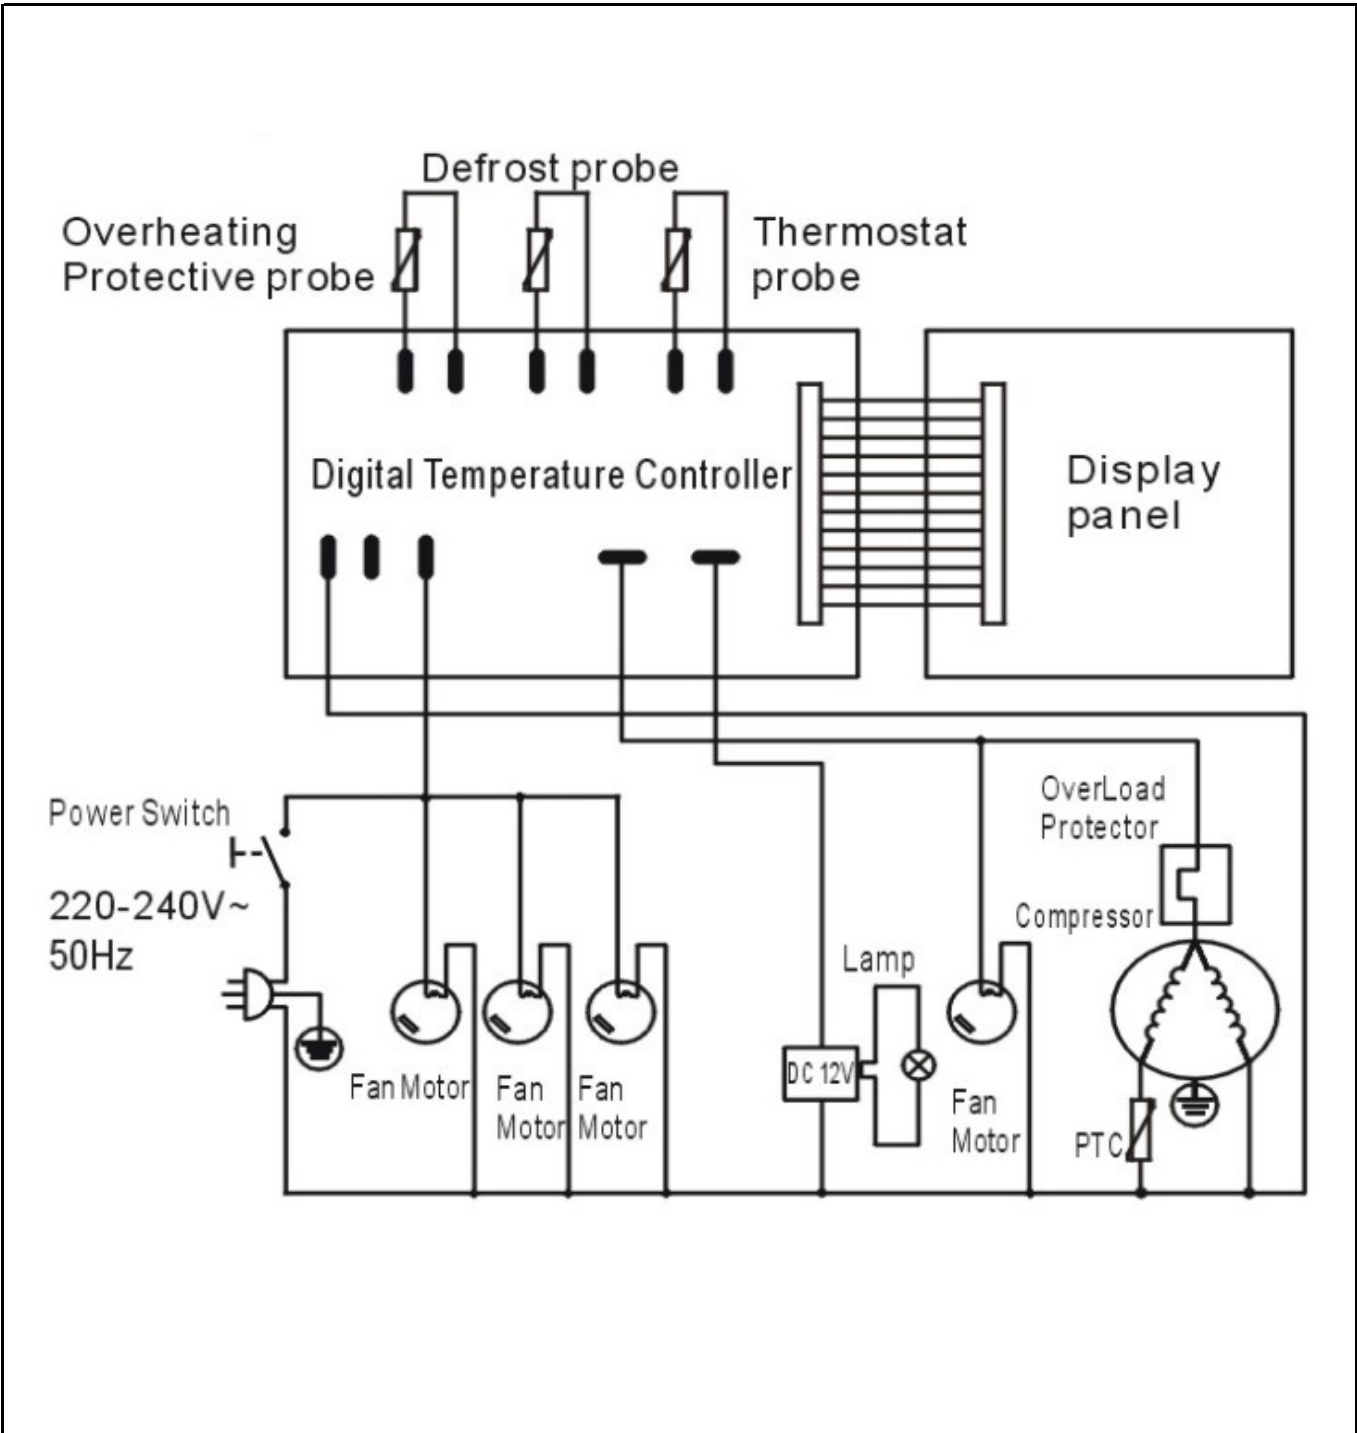 Defrost probe
Overheating
Protective probe
Thermostat
probe
Digital Temperature Controller
Display
panel
Power Switch
220-240V~
50Hz
OverLoad
Protector
Compressor
Lamp
DC 12V
Fan Motor
Fan
Motor
Fan
Motor
Fan
Motor
PTC